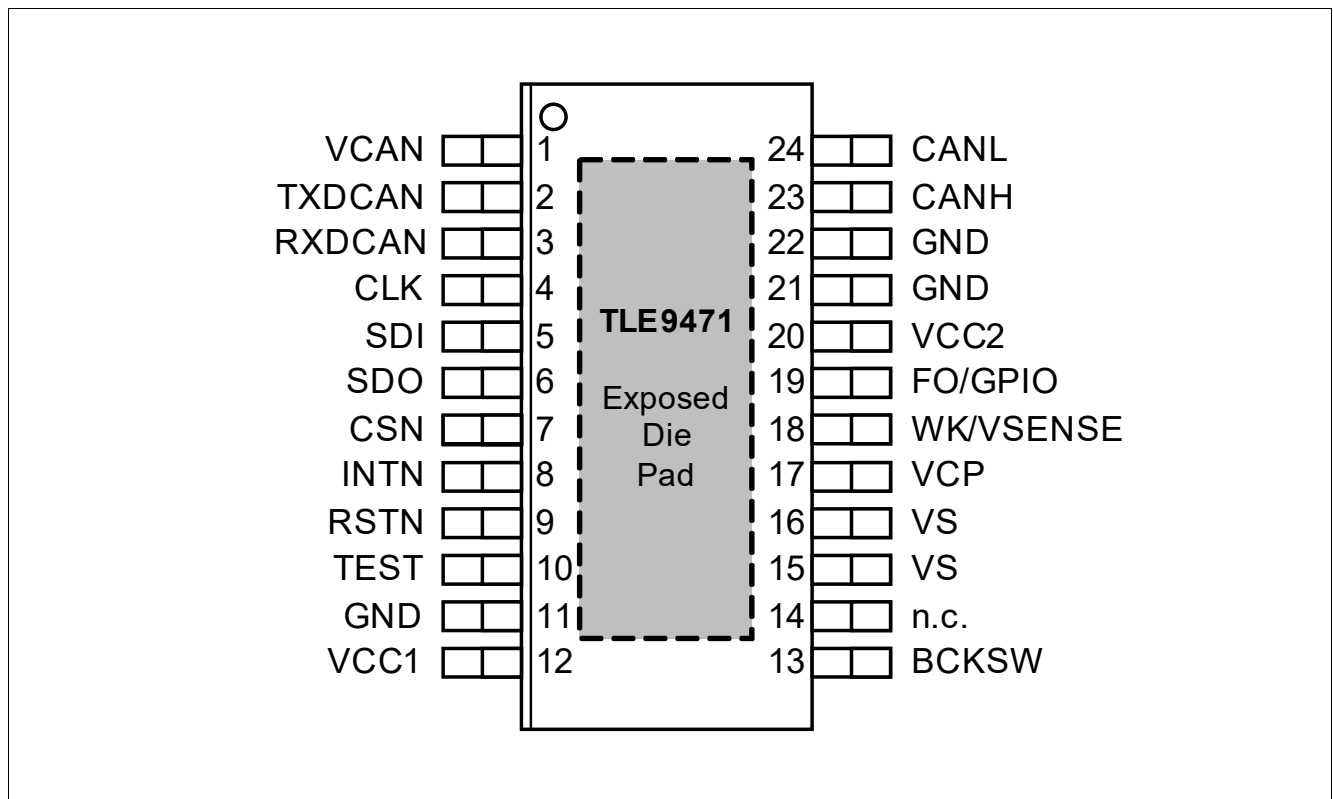 VCAN 1 24 CANL
TXDCAN 2 23 CANH
RXDCAN 3 22 GND
CLK 4 21 GND
TLE9471
SDI 5 20 VCC2
SDO 6 19 FO/GPIO
Exposed
CSN 7 18 WK/VSENSE
Die
INTN 8 17 VCP
Pad
RSTN 9 16 VS
TEST 10 15 VS
GND 11 14 n.c.
VCC1 12 13 BCKSW